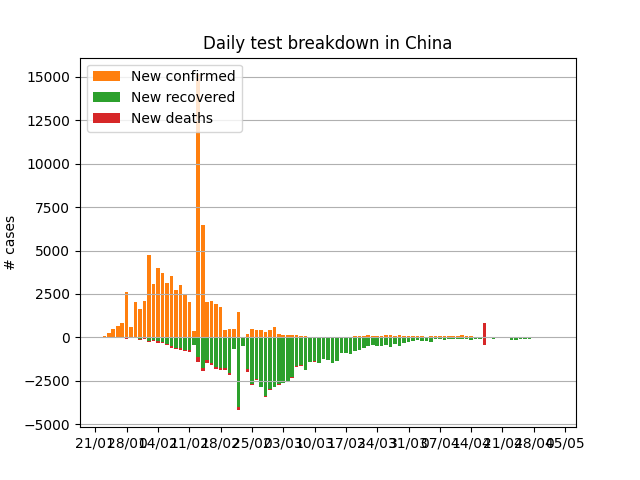 Daily test breakdown in China
New confirmed
New recovered
New deaths
# cases
15000
12500
10000
7500
5000
2500
0
−2500
−5000
21/01 28/01 04/02 11/02 18/02 25/02 03/03 10/03 17/03 24/03 31/03 07/04 14/04 21/04 28/04 05/05